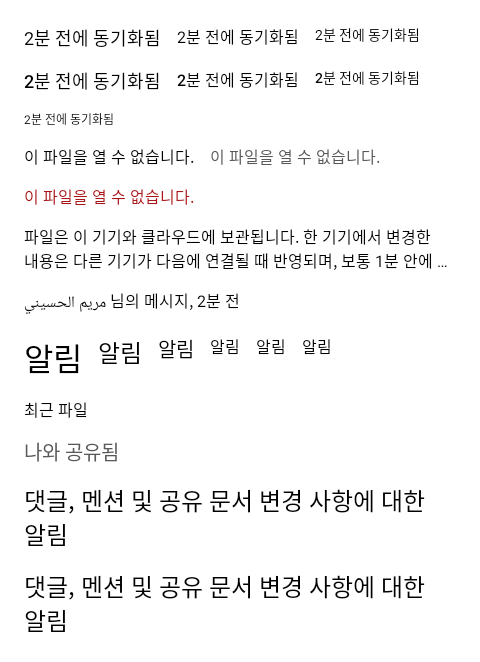 2분 전에 동기화됨 2분 전에 동기화됨 2분 전에 동기화됨
2분 전에 동기화됨 2분 전에 동기화됨 2분 전에 동기화됨
2분 전에 동기화됨
이 파일을 열 수 없습니다. 이 파일을 열 수 없습니다.
이 파일을 열 수 없습니다.
파일은 이 기기와 클라우드에 보관됩니다. 한 기기에서 변경한
내용은 다른 기기가 다음에 연결될 때 반영되며, 보통 1분 안에 ...
مريم الحسيني 님의 메시지, 2분 전
알림 알림 알림 알림 알림 알림
최근 파일
나와 공유됨
댓글, 멘션 및 공유 문서 변경 사항에 대한
알림
댓글, 멘션 및 공유 문서 변경 사항에 대한
알림